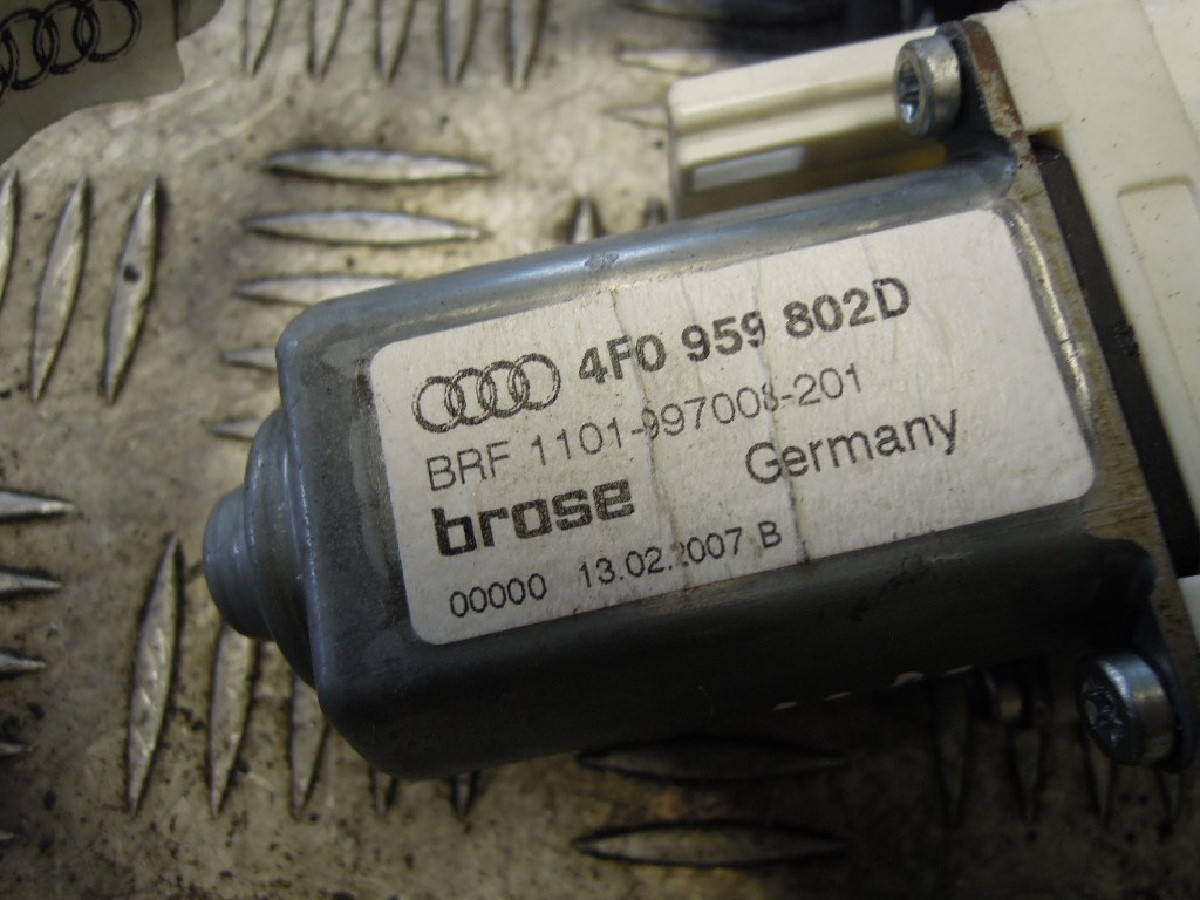 4F0 959 802D
BRF 1101-997008-201
Germany
brose
00000 13.02.2007 B